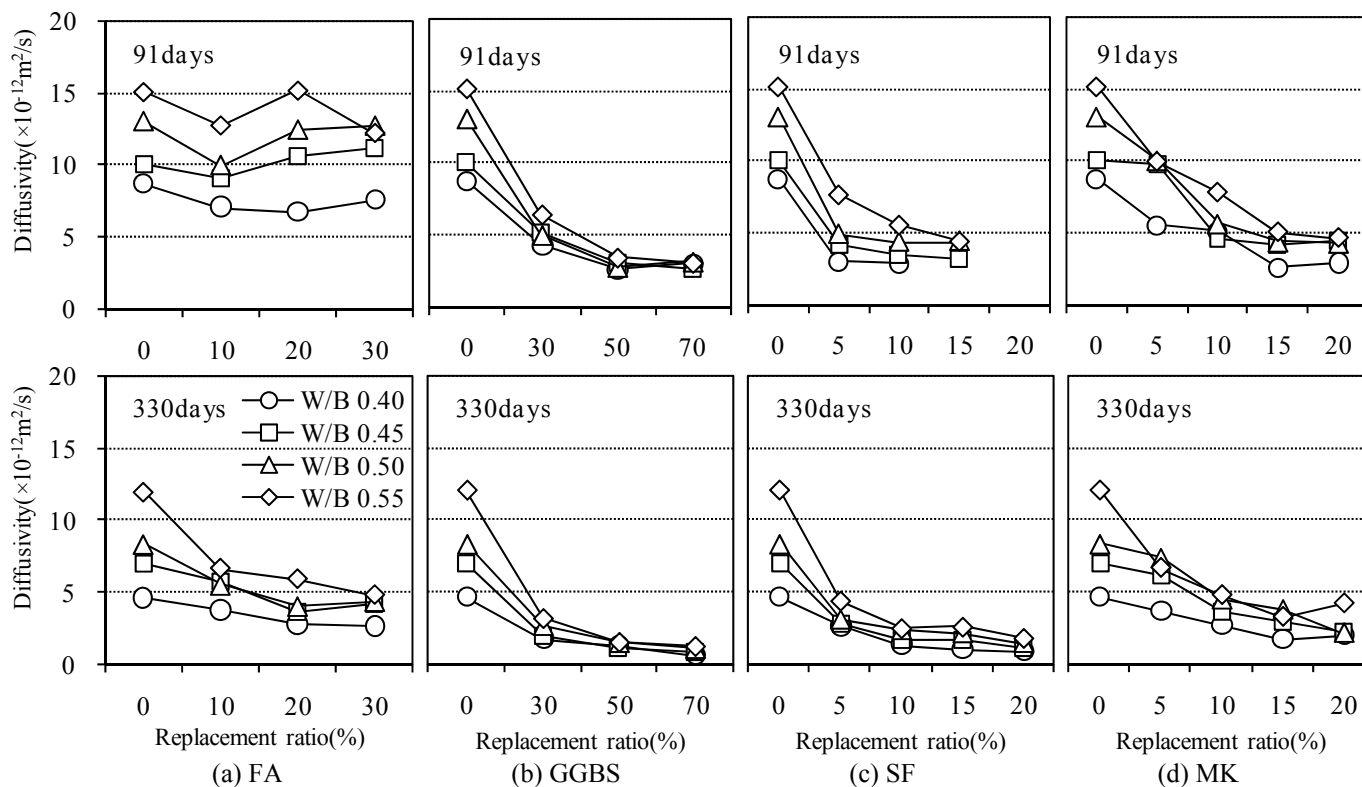 Diffusivity(×10⁻¹²m²/s)
20
15
10
5
0
91days
91days
91days
91days
0 10 20 30
0 30 50 70
0 5 10 15 20
0 5 10 15 20
Diffusivity(×10⁻¹²m²/s)
20
15
10
5
0
330days
W/B 0.40
W/B 0.45
W/B 0.50
W/B 0.55
330days
330days
330days
0 10 20 30
0 30 50 70
0 5 10 15 20
0 5 10 15 20
Replacement ratio(%)
Replacement ratio(%)
Replacement ratio(%)
Replacement ratio(%)
(a) FA
(b) GGBS
(c) SF
(d) MK